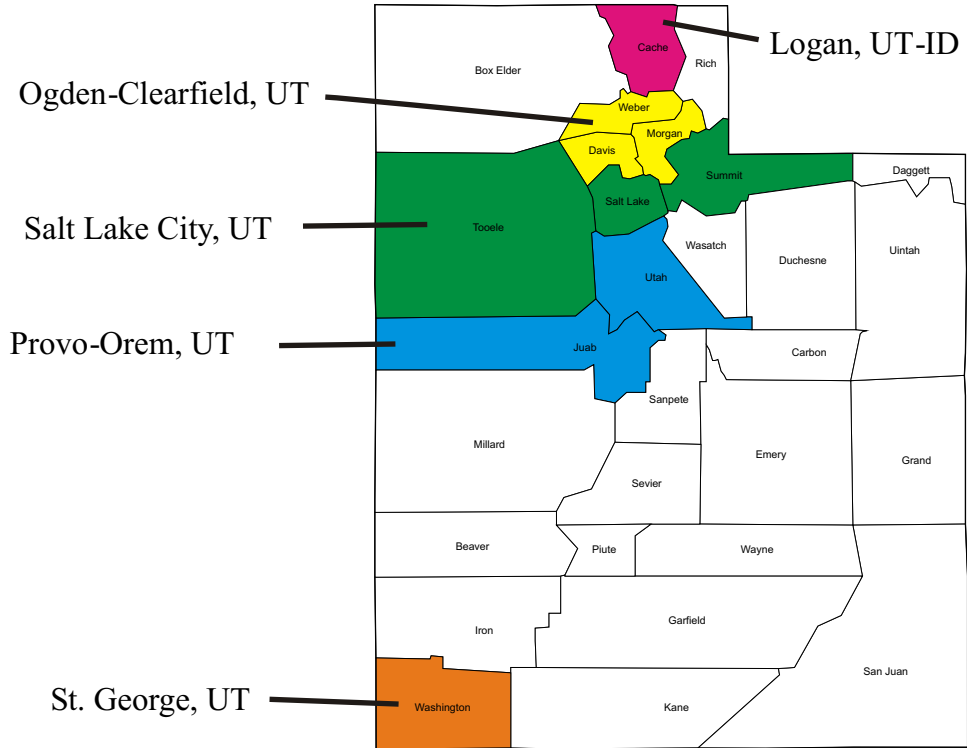 Logan, UT-ID
Cache
Rich
Box Elder
Ogden-Clearfield, UT
Weber
Morgan
Davis
Summit
Daggett
Salt Lake
Salt Lake City, UT
Tooele
Wasatch
Uintah
Duchesne
Utah
Provo-Orem, UT
Juab
Carbon
Sanpete
Millard
Emery
Grand
Sevier
Beaver
Piute
Wayne
Garfield
Iron
San Juan
St. George, UT
Washington
Kane